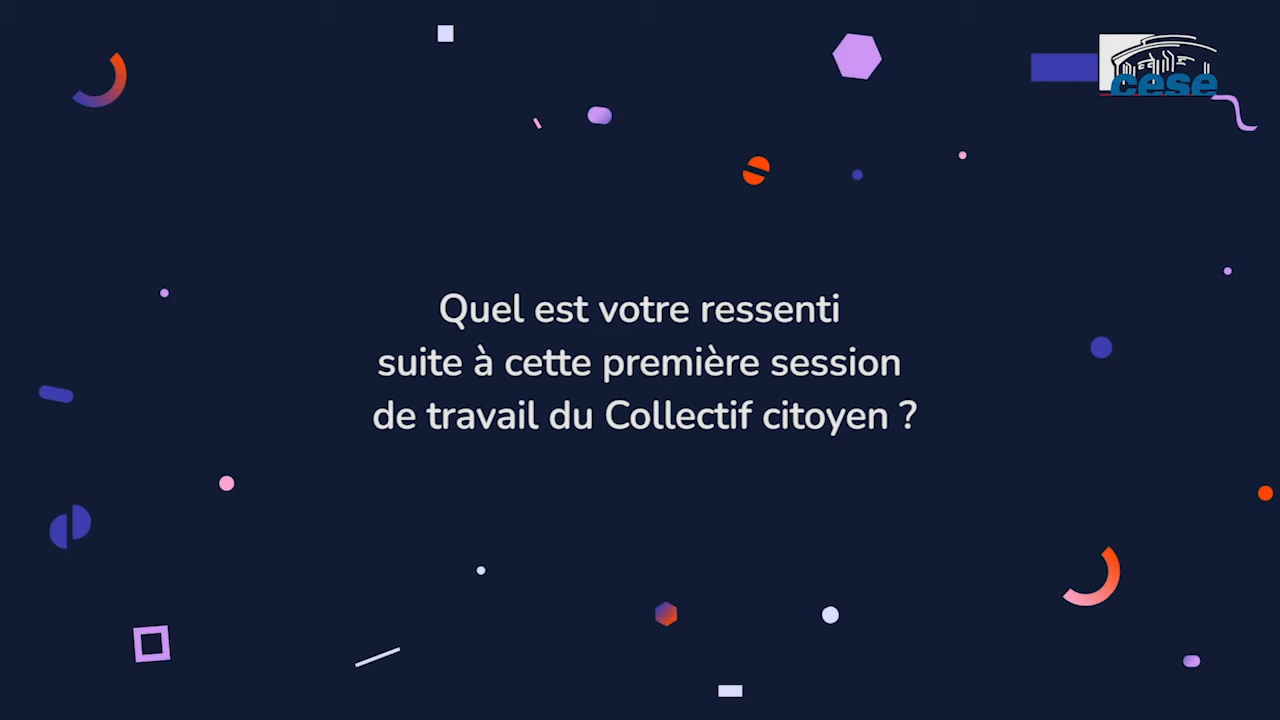 cese
Quel est votre ressenti
suite à cette première session
de travail du Collectif citoyen ?